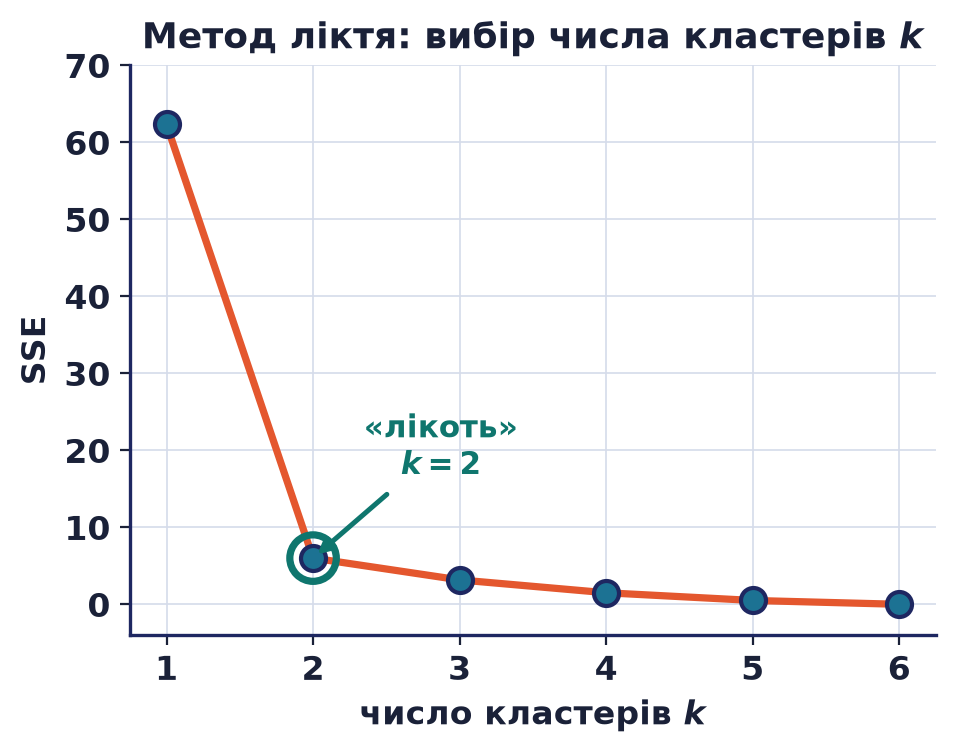 Метод ліктя: вибір числа кластерів k
70
60
50
40
30
20
10
0
SSE
«лікоть»
k = 2
1 2 3 4 5 6
число кластерів k